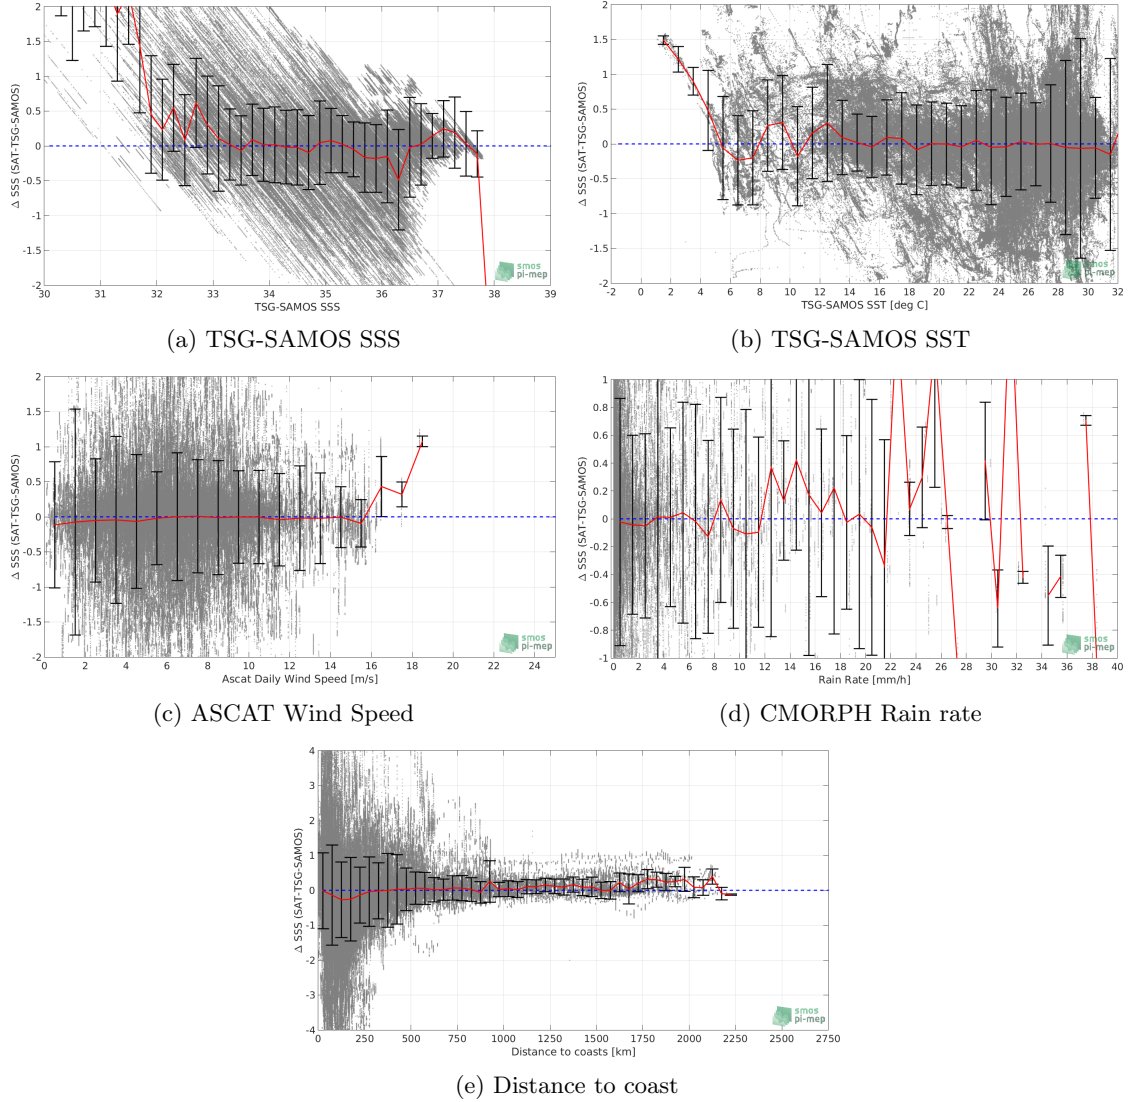 2
1.5
1
0.5
0
-0.5
-1
-1.5
-2
Δ SSS (SAT-TSG-SAMOS)
30 31 32 33 34 35 36 37 38 39
TSG-SAMOS SSS
smos
pi-mep
(a) TSG-SAMOS SSS
2
1.5
1
0.5
0
-0.5
-1
-1.5
-2
Δ SSS (SAT-TSG-SAMOS)
-2 0 2 4 6 8 10 12 14 16 18 20 22 24 26 28 30 32
TSG-SAMOS SST [deg C]
smos
pi-mep
(b) TSG-SAMOS SST
2
1.5
1
0.5
0
-0.5
-1
-1.5
-2
Δ SSS (SAT-TSG-SAMOS)
0 2 4 6 8 10 12 14 16 18 20 22 24
Ascat Daily Wind Speed [m/s]
smos
pi-mep
(c) ASCAT Wind Speed
1
0.8
0.6
0.4
0.2
0
-0.2
-0.4
-0.6
-0.8
-1
Δ SSS (SAT-TSG-SAMOS)
0 2 4 6 8 10 12 14 16 18 20 22 24 26 28 30 32 34 36 38 40
Rain Rate [mm/h]
smos
pi-mep
(d) CMORPH Rain rate
4
3
2
1
0
-1
-2
-3
-4
Δ SSS (SAT-TSG-SAMOS)
0 250 500 750 1000 1250 1500 1750 2000 2250 2500 2750
Distance to coasts [km]
smos
pi-mep
(e) Distance to coast